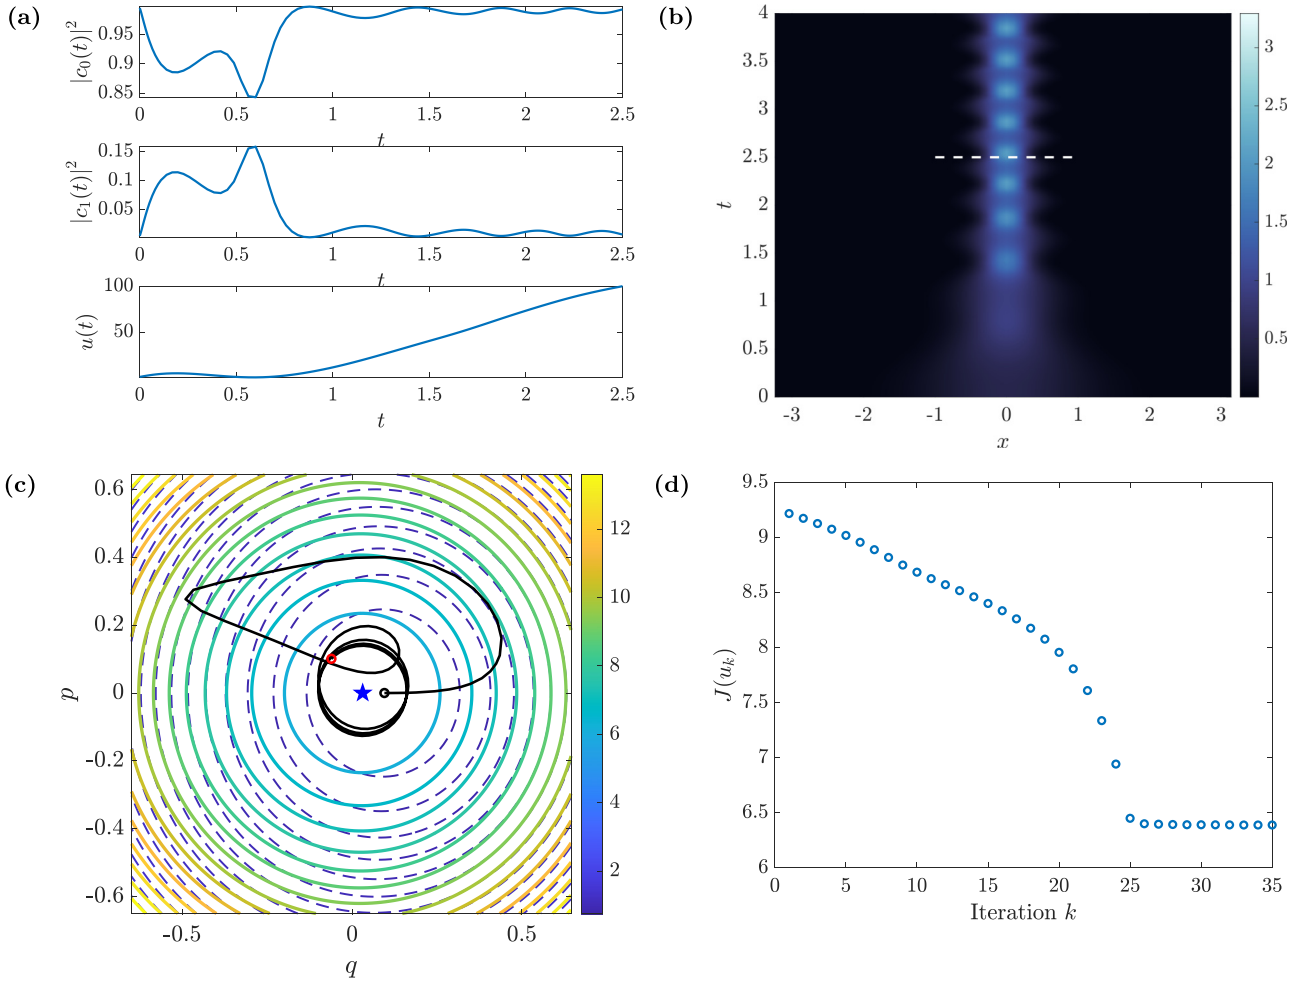 (a)
|c₀(t)|²
0.95
0.9
0.85
0 0.5 1 1.5 2 2.5
t
|c₁(t)|²
0.15
0.1
0.05
0 0.5 1 1.5 2 2.5
t
u(t)
100
50
0 0.5 1 1.5 2 2.5
t
(b)
t
4
3.5
3
2.5
2
1.5
1
0.5
0
-3 -2 -1 0 1 2 3
x
3
2.5
2
1.5
1
0.5
(c)
p
0.6
0.4
0.2
0
-0.2
-0.4
-0.6
-0.5 0 0.5
q
12
10
8
6
4
2
(d)
J(uₖ)
9.5
9
8.5
8
7.5
7
6.5
6
0 5 10 15 20 25 30 35
Iteration k